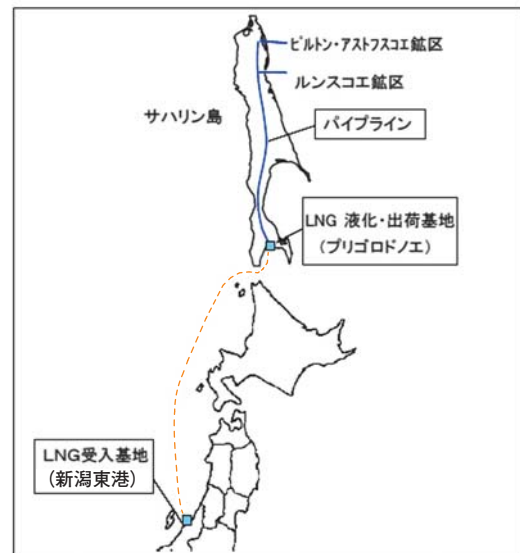 ピルトン・アストフスコエ鉱区
ルンスコエ鉱区
サハリン島
パイプライン
LNG 液化・出荷基地
(プリゴロドノエ)
LNG受入基地
(新潟東港)